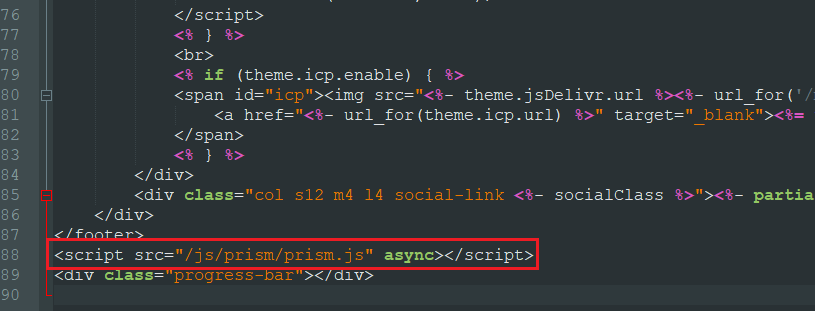 76 </script>
77 <% } %>
78 <br>
79 <% if (theme.icp.enable) { %>
80 <span id="icp"><img src="<%- theme.jsDelivr.url %><%- url_for('/
81 <a href="<%- url_for(theme.icp.url) %>" target="_blank"><%=
82 </span>
83 <% } %>
84 </div>
85 <div class="col s12 m4 l4 social-link <%- socialClass %>"><%- partia
86 </div>
87 </footer>
88 <script src="/js/prism/prism.js" async></script>
89 <div class="progress-bar"></div>
90